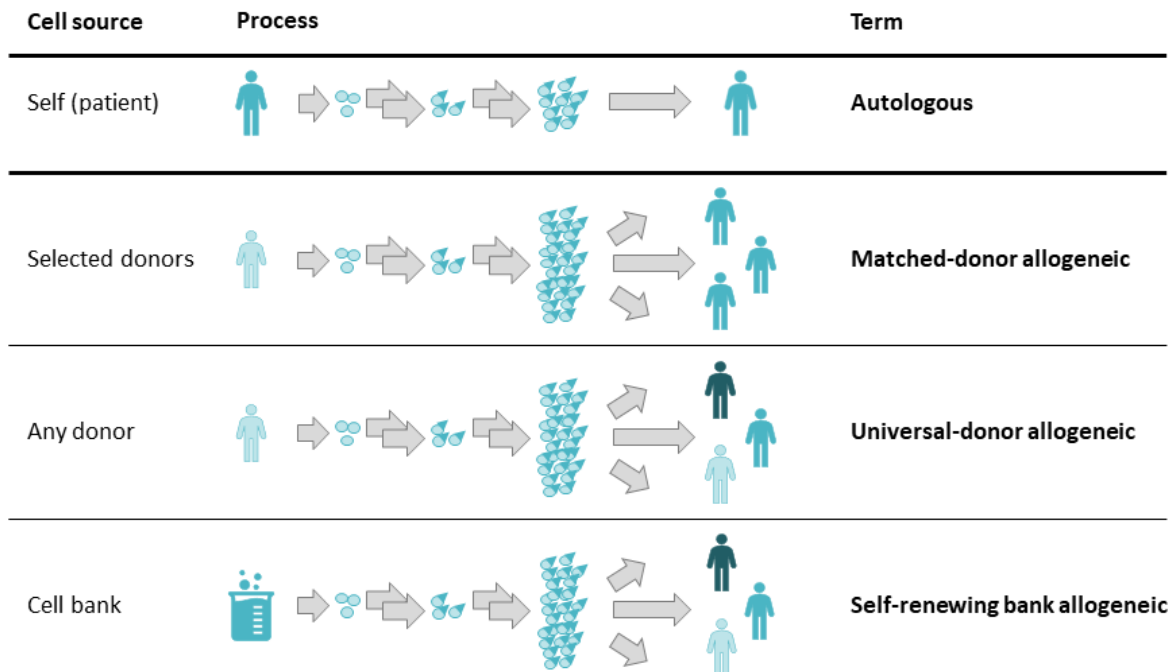 Cell source Process Term
Self (patient) Autologous
Selected donors Matched-donor allogeneic
Any donor Universal-donor allogeneic
Cell bank Self-renewing bank allogeneic